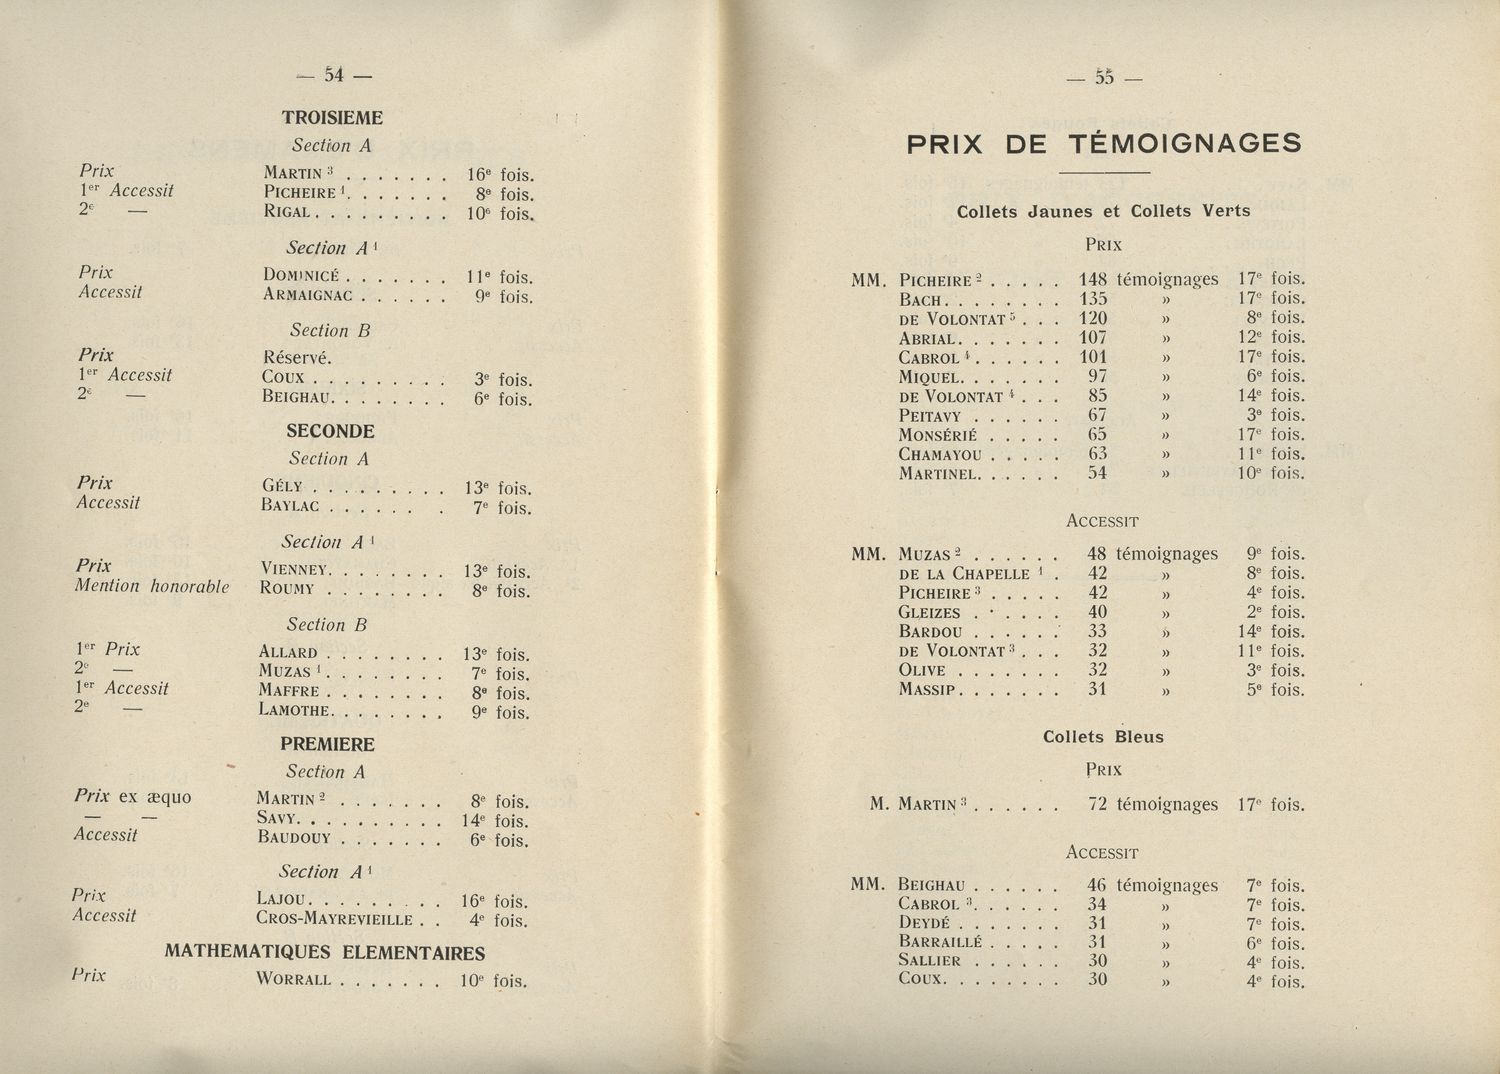 — 54 —
TROISIEME
Section A
Prix MARTIN ³ . . . . . . . 16ᵉ fois.
1ᵉʳ Accessit PICHEIRE ¹. . . . . . . 8ᵉ fois.
2ᵉ — RIGAL . . . . . . . . . 10ᵉ fois.
Section A ¹
Prix DOMINICÉ . . . . . . . 11ᵉ fois.
Accessit ARMAIGNAC . . . . . . 9ᵉ fois.
Section B
Prix Réservé.
1ᵉʳ Accessit COUX . . . . . . . . . 3ᵉ fois.
2ᵉ — BEIGHAU. . . . . . . . 6ᵉ fois.
SECONDE
Section A
Prix GÉLY . . . . . . . . . 13ᵉ fois.
Accessit BAYLAC . . . . . . . 7ᵉ fois.
Section A ¹
Prix VIENNEY. . . . . . . . 13ᵉ fois.
Mention honorable ROUMY . . . . . . . . 8ᵉ fois.
Section B
1ᵉʳ Prix ALLARD . . . . . . . . 13ᵉ fois.
2ᵉ — MUZAS ¹ . . . . . . . . 7ᵉ fois.
1ᵉʳ Accessit MAFFRE . . . . . . . . 8ᵉ fois.
2ᵉ — LAMOTHE. . . . . . . . 9ᵉ fois.
PREMIERE
Section A
Prix ex æquo MARTIN ² . . . . . . . 8ᵉ fois.
— — SAVY. . . . . . . . . . 14ᵉ fois.
Accessit BAUDOUY . . . . . . . 6ᵉ fois.
Section A ¹
Prix LAJOU. . . . . . . . . 16ᵉ fois.
Accessit CROS-MAYREVIEILLE . . 4ᵉ fois.
MATHEMATIQUES ELEMENTAIRES
Prix WORRALL . . . . . . . 10ᵉ fois.
— 55 —
PRIX DE TÉMOIGNAGES
Collets Jaunes et Collets Verts
PRIX
MM. PICHEIRE ² . . . . . 148 témoignages 17ᵉ fois.
BACH. . . . . . . . 135 » 17ᵉ fois.
DE VOLONTAT ⁵ . . . 120 » 8ᵉ fois.
ABRIAL. . . . . . . 107 » 12ᵉ fois.
CABROL ⁴. . . . . . 101 » 17ᵉ fois.
MIQUEL. . . . . . . 97 » 6ᵉ fois.
DE VOLONTAT ⁴ . . . 85 » 14ᵉ fois.
PEITAVY . . . . . . 67 » 3ᵉ fois.
MONSÉRIÉ . . . . . 65 » 17ᵉ fois.
CHAMAYOU . . . . . 63 » 11ᵉ fois.
MARTINEL. . . . . . 54 » 10ᵉ fois.
ACCESSIT
MM. MUZAS ² . . . . . . 48 témoignages 9ᵉ fois.
DE LA CHAPELLE ¹ . 42 » 8ᵉ fois.
PICHEIRE ³ . . . . . 42 » 4ᵉ fois.
GLEIZES . . . . . . 40 » 2ᵉ fois.
BARDOU . . . . . . 33 » 14ᵉ fois.
DE VOLONTAT ³ . . . 32 » 11ᵉ fois.
OLIVE . . . . . . . 32 » 3ᵉ fois.
MASSIP. . . . . . . 31 » 5ᵉ fois.
Collets Bleus
PRIX
M. MARTIN ³ . . . . . . 72 témoignages 17ᵉ fois.
ACCESSIT
MM. BEIGHAU . . . . . . 46 témoignages 7ᵉ fois.
CABROL ³. . . . . . 34 » 7ᵉ fois.
DEYDÉ . . . . . . . 31 » 7ᵉ fois.
BARRAILLÉ . . . . . 31 » 6ᵉ fois.
SALLIER . . . . . . 30 » 4ᵉ fois.
COUX. . . . . . . . 30 » 4ᵉ fois.